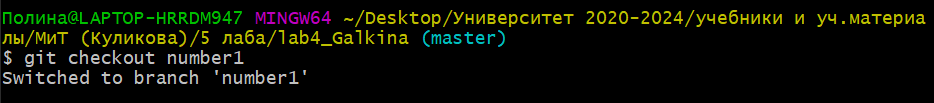 Полина@LAPTOP-HRRDM947 MINGW64 ~/Desktop/Университет 2020-2024/учебники и уч.материа
лы/МиТ (Куликова)/5 лаба/lab4_Galkina (master)
$ git checkout number1
Switched to branch 'number1'